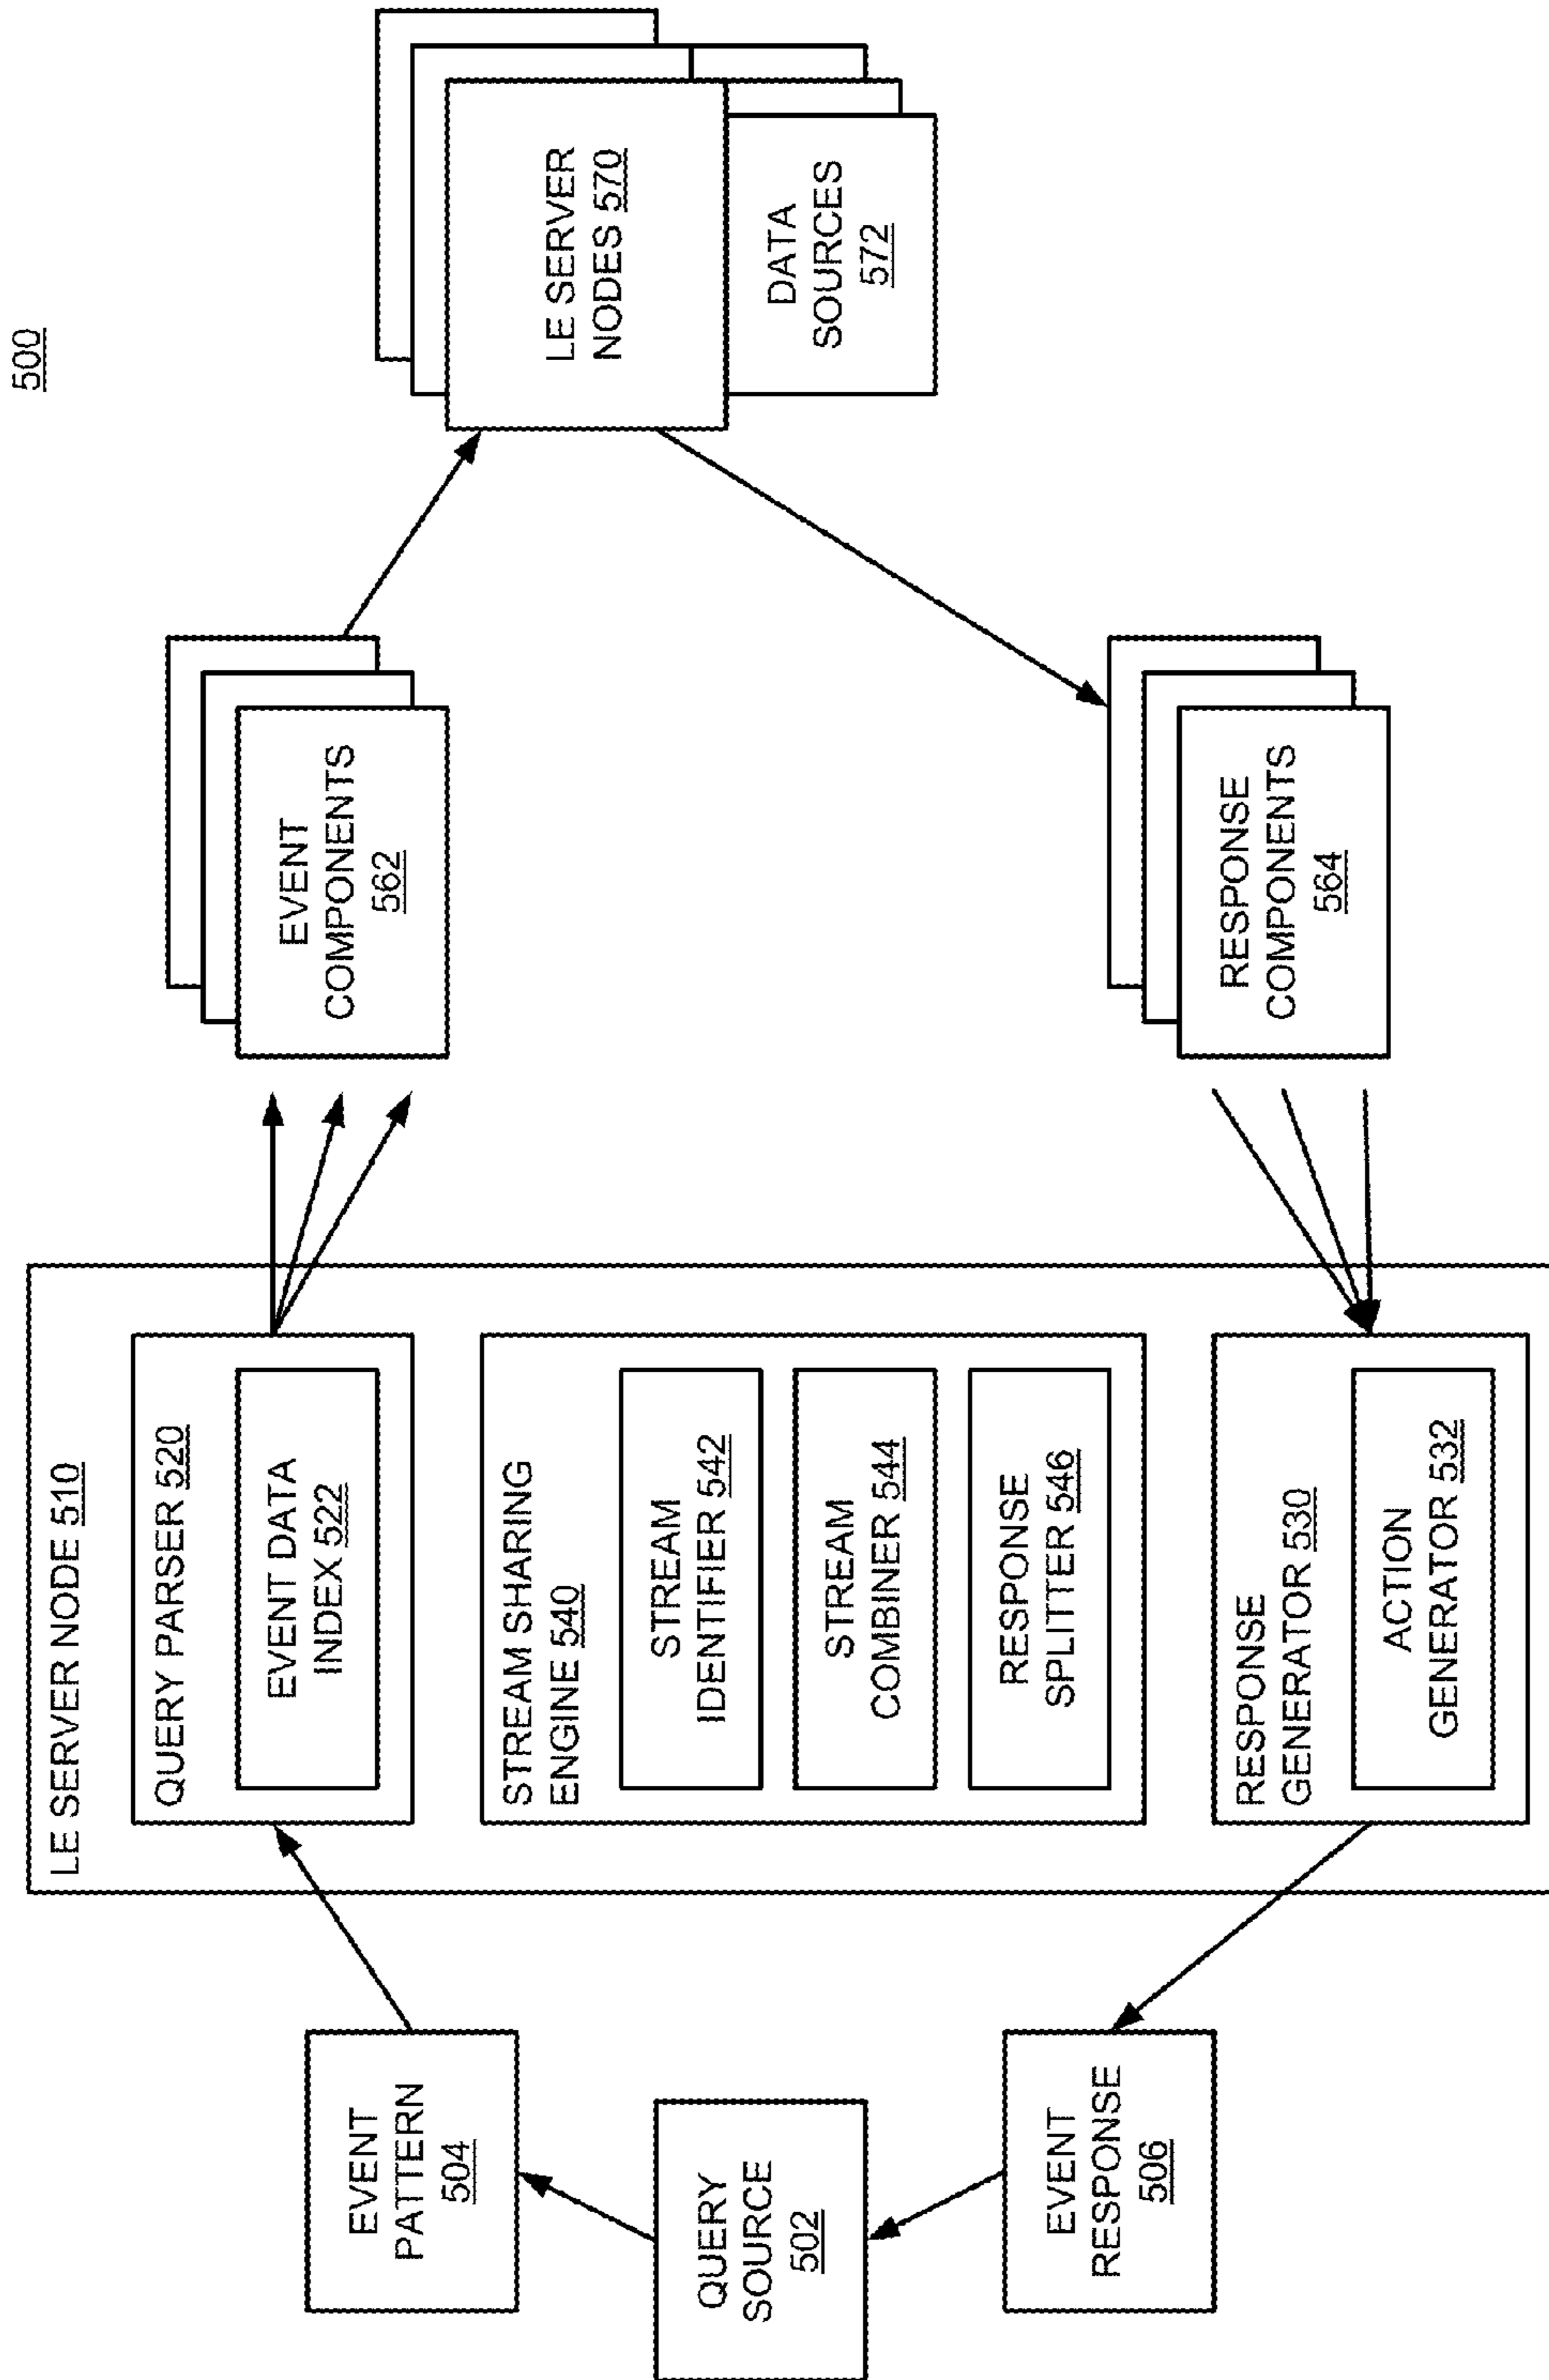 500
LE SERVER NODE 510
QUERY PARSER 520
EVENT DATA
INDEX 522
STREAM SHARING
ENGINE 540
STREAM
IDENTIFIER 542
STREAM
COMBINER 544
RESPONSE
SPLITTER 546
RESPONSE
GENERATOR 530
ACTION
GENERATOR 532
EVENT
PATTERN
504
QUERY
SOURCE
502
EVENT
RESPONSE
506
EVENT
COMPONENTS
562
RESPONSE
COMPONENTS
564
LE SERVER
NODES 570
DATA
SOURCES
572